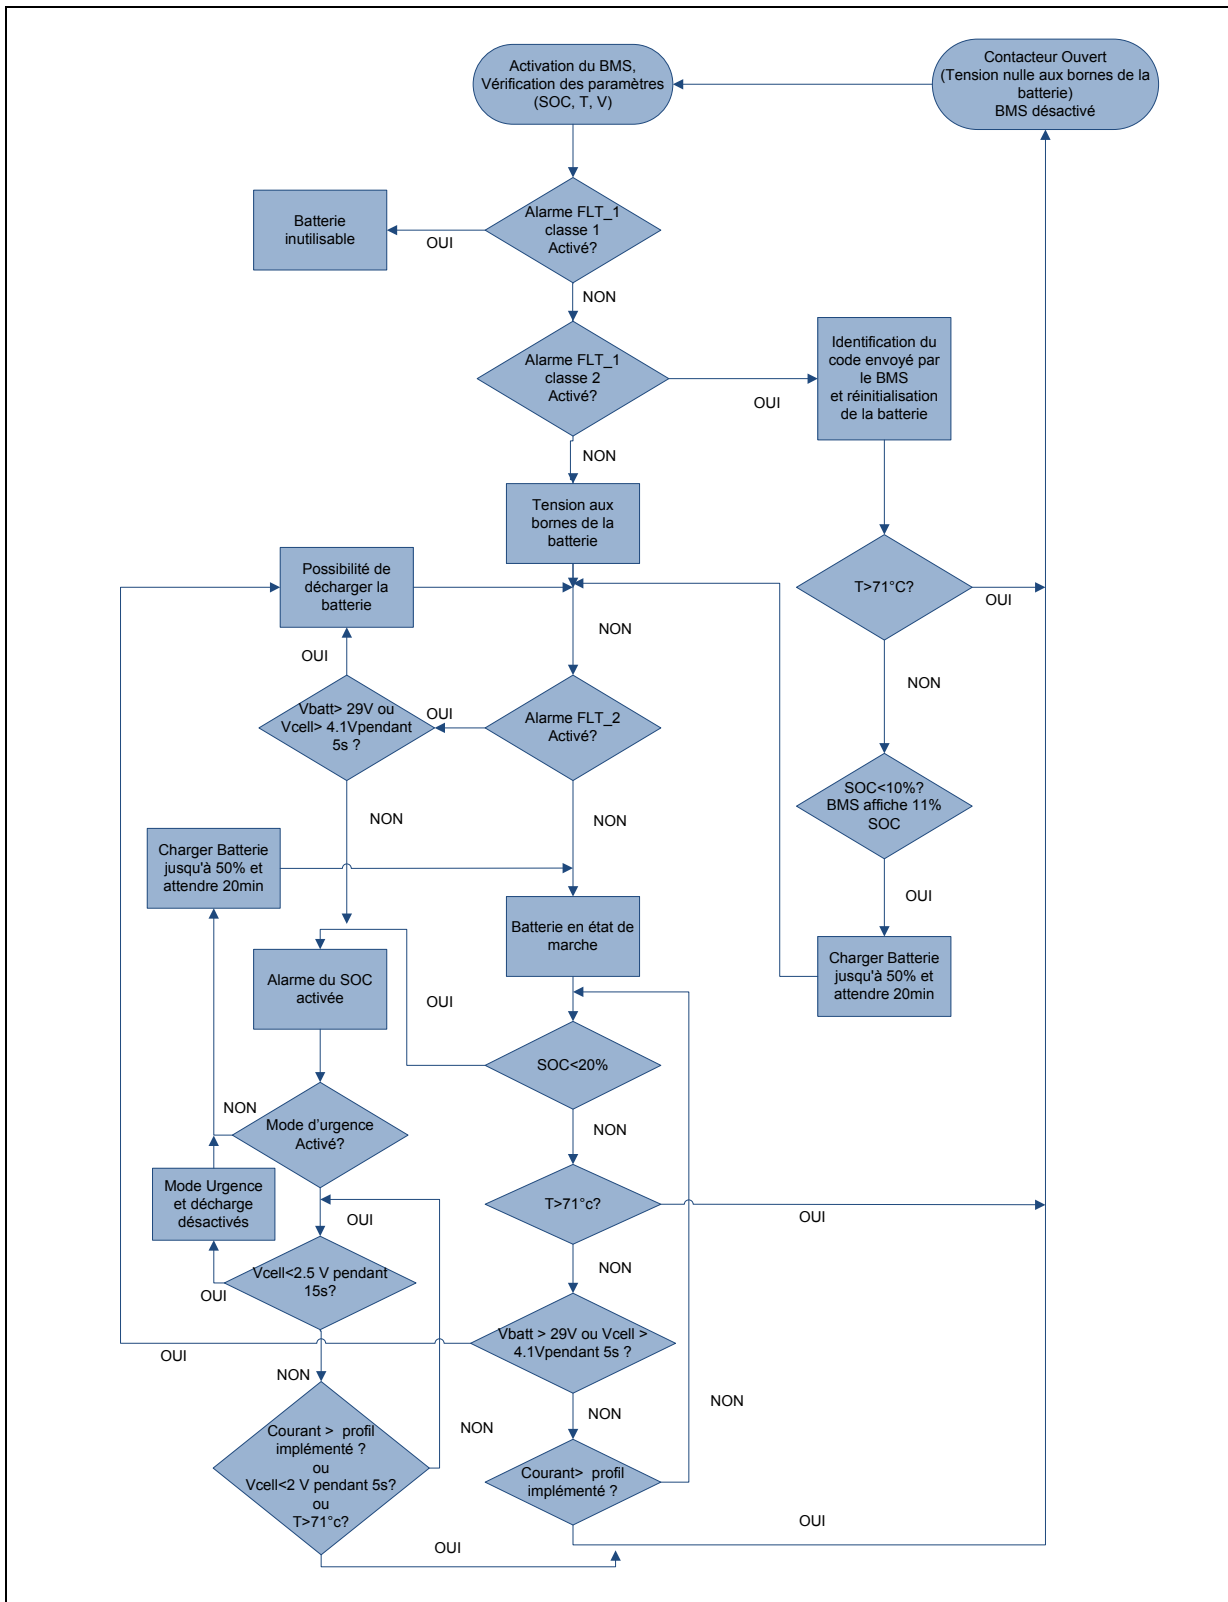 Activation du BMS,
Vérification des paramètres
(SOC, T, V)
Contacteur Ouvert
(Tension nulle aux bornes de la
batterie)
BMS désactivé
Batterie
inutilisable
OUI
Alarme FLT_1
classe 1
Activé?
NON
Alarme FLT_1
classe 2
Activé?
OUI
Identification du
code envoyé par
le BMS
et réinitialisation
de la batterie
NON
Tension aux
bornes de la
batterie
Possibilité de
décharger la
batterie
T>71°C?
OUI
NON
OUI
NON
Vbatt> 29V ou
Vcell> 4.1Vpendant
5s ?
OUI
Alarme FLT_2
Activé?
SOC<10%?
BMS affiche 11%
SOC
NON
NON
Charger Batterie
jusqu'à 50% et
attendre 20min
OUI
Batterie en état de
marche
Charger Batterie
jusqu'à 50% et
attendre 20min
Alarme du SOC
activée
OUI
SOC<20%
NON
NON
Mode d'urgence
Activé?
Mode Urgence
et décharge
désactivés
OUI
T>71°c?
OUI
NON
Vcell<2.5 V pendant
15s?
OUI
Vbatt > 29V ou Vcell >
4.1Vpendant 5s ?
OUI
NON
NON
NON
NON
Courant > profil
implémenté ?
ou
Vcell<2 V pendant 5s?
ou
T>71°c?
Courant> profil
implémenté ?
OUI
OUI